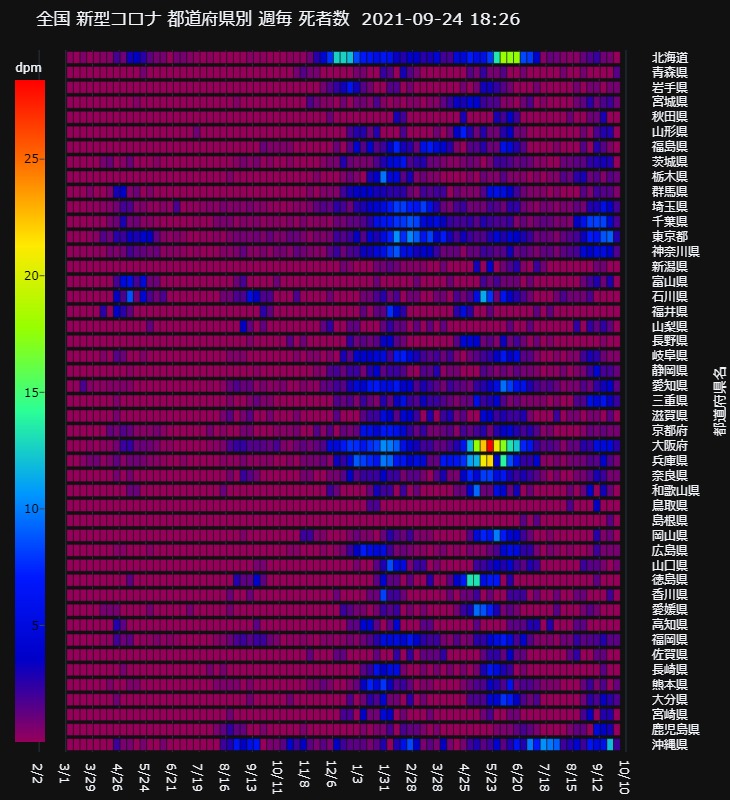 全国 新型コロナ 都道府県別 週毎 死者数 2021-09-24 18:26
dpm
25
20
15
10
5
北海道
青森県
岩手県
宮城県
秋田県
山形県
福島県
茨城県
栃木県
群馬県
埼玉県
千葉県
東京都
神奈川県
新潟県
富山県
石川県
福井県
山梨県
長野県
岐阜県
静岡県
愛知県
三重県
滋賀県
京都府
大阪府
兵庫県
奈良県
和歌山県
鳥取県
島根県
岡山県
広島県
山口県
徳島県
香川県
愛媛県
高知県
福岡県
佐賀県
長崎県
熊本県
大分県
宮崎県
鹿児島県
沖縄県
都道府県名
2/2
3/1
3/29
4/26
5/24
6/21
7/19
8/16
9/13
10/11
11/8
12/6
1/3
1/31
2/28
3/28
4/25
5/23
6/20
7/18
8/15
9/12
10/10